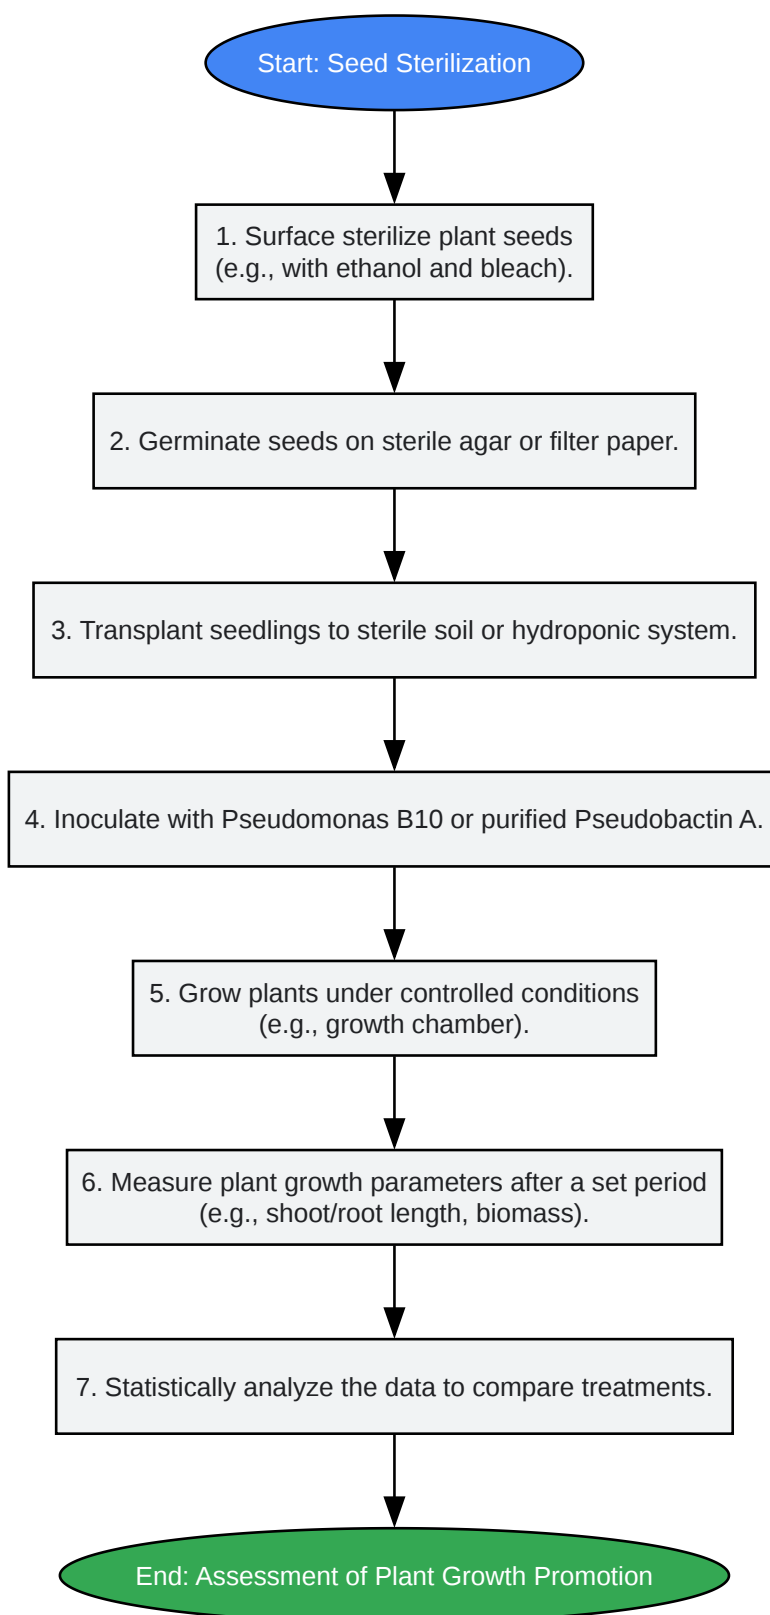 Start: Seed Sterilization
1. Surface sterilize plant seeds
(e.g., with ethanol and bleach).
2. Germinate seeds on sterile agar or filter paper.
3. Transplant seedlings to sterile soil or hydroponic system.
4. Inoculate with Pseudomonas B10 or purified Pseudobactin A.
5. Grow plants under controlled conditions
(e.g., growth chamber).
6. Measure plant growth parameters after a set period
(e.g., shoot/root length, biomass).
7. Statistically analyze the data to compare treatments.
End: Assessment of Plant Growth Promotion